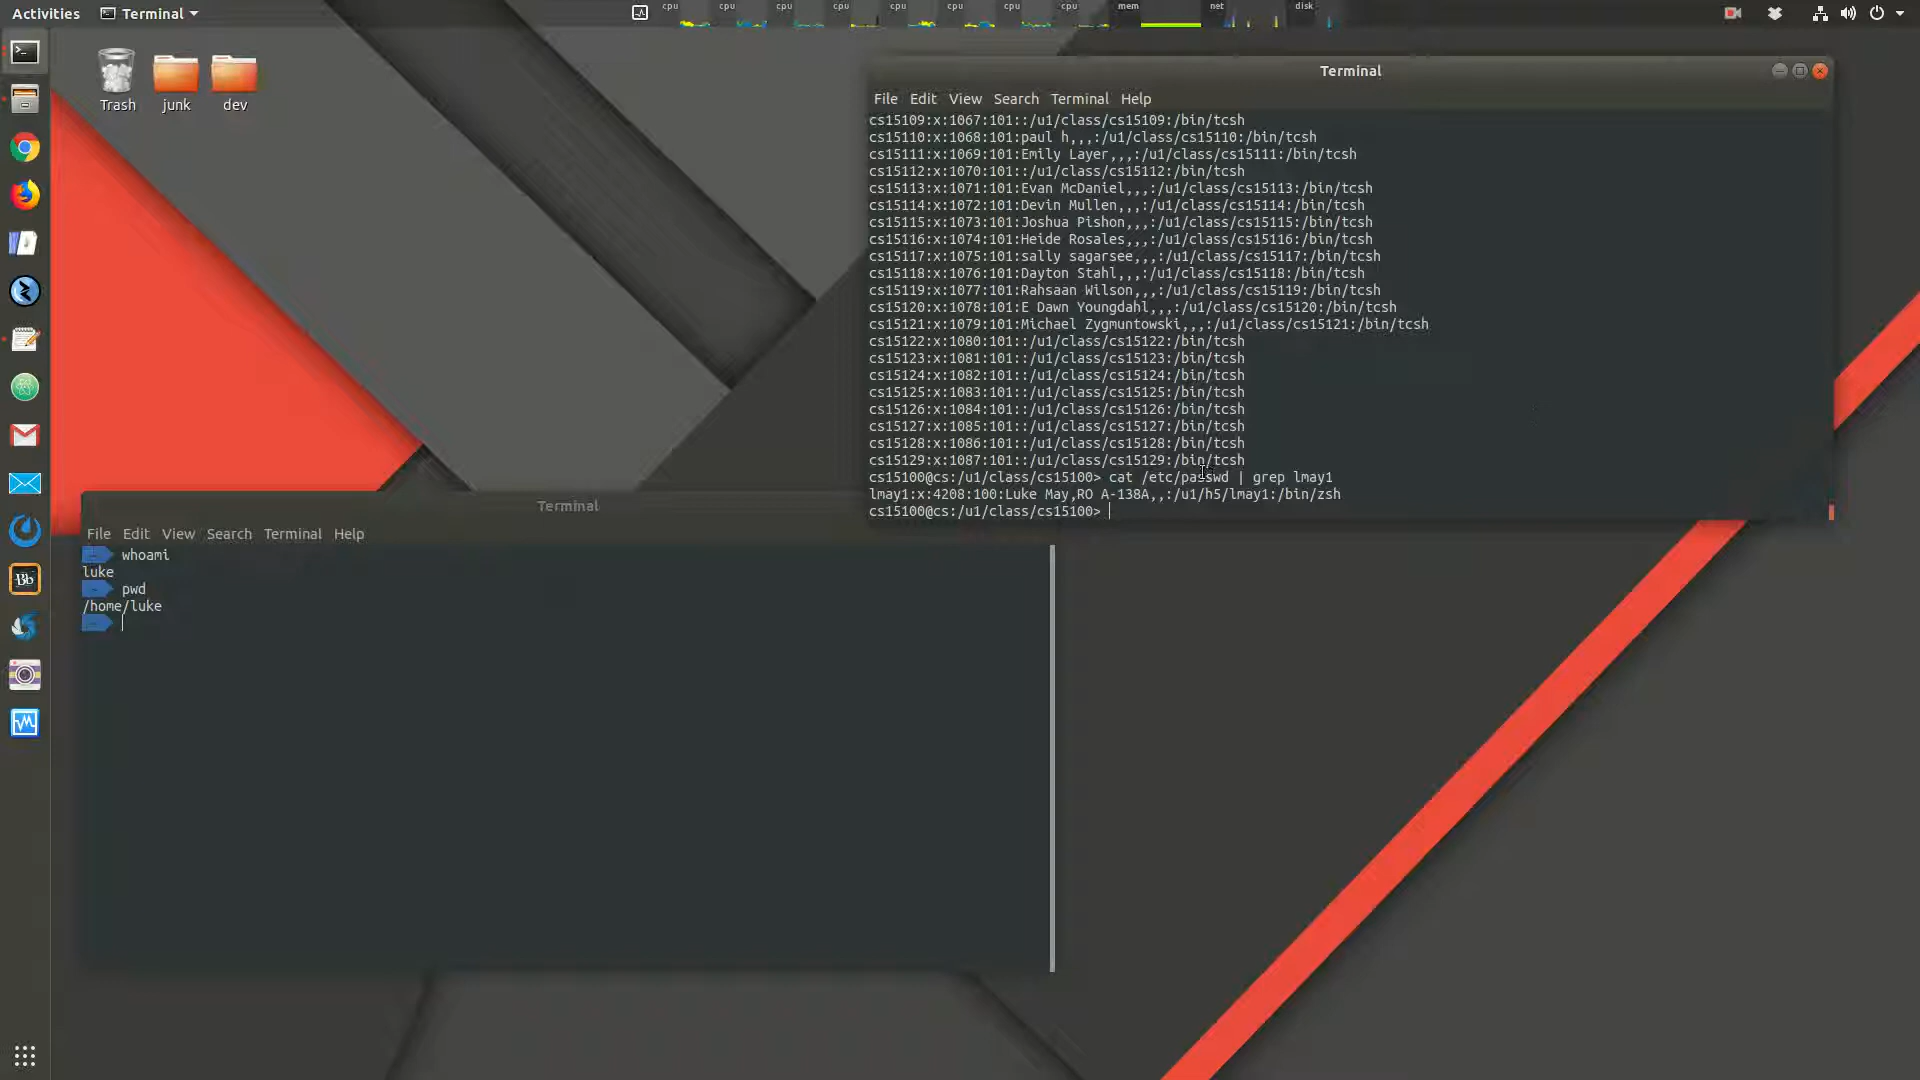 Activities
Terminal
cpu cpu cpu cpu cpu cpu cpu cpu mem net disk
Trash
junk
dev
Terminal
File Edit View Search Terminal Help
cs15109:x:1067:101::/u1/class/cs15109:/bin/tcsh
cs15110:x:1068:101:paul h,,,:/u1/class/cs15110:/bin/tcsh
cs15111:x:1069:101:Emily Layer,,,:/u1/class/cs15111:/bin/tcsh
cs15112:x:1070:101::/u1/class/cs15112:/bin/tcsh
cs15113:x:1071:101:Evan McDaniel,,,:/u1/class/cs15113:/bin/tcsh
cs15114:x:1072:101:Devin Mullen,,,:/u1/class/cs15114:/bin/tcsh
cs15115:x:1073:101:Joshua Pishon,,,:/u1/class/cs15115:/bin/tcsh
cs15116:x:1074:101:Heide Rosales,,,:/u1/class/cs15116:/bin/tcsh
cs15117:x:1075:101:sally sagarsee,,,:/u1/class/cs15117:/bin/tcsh
cs15118:x:1076:101:Dayton Stahl,,,:/u1/class/cs15118:/bin/tcsh
cs15119:x:1077:101:Rahsaan Wilson,,,:/u1/class/cs15119:/bin/tcsh
cs15120:x:1078:101:E Dawn Youngdahl,,,:/u1/class/cs15120:/bin/tcsh
cs15121:x:1079:101:Michael Zygmuntowski,,,:/u1/class/cs15121:/bin/tcsh
cs15122:x:1080:101::/u1/class/cs15122:/bin/tcsh
cs15123:x:1081:101::/u1/class/cs15123:/bin/tcsh
cs15124:x:1082:101::/u1/class/cs15124:/bin/tcsh
cs15125:x:1083:101::/u1/class/cs15125:/bin/tcsh
cs15126:x:1084:101::/u1/class/cs15126:/bin/tcsh
cs15127:x:1085:101::/u1/class/cs15127:/bin/tcsh
cs15128:x:1086:101::/u1/class/cs15128:/bin/tcsh
cs15129:x:1087:101::/u1/class/cs15129:/bin/tcsh
cs15100@cs:/u1/class/cs15100> cat /etc/passwd | grep lmay1
lmay1:x:4208:100:Luke May,RO A-138A,,:/u1/h5/lmay1:/bin/zsh
cs15100@cs:/u1/class/cs15100>
Terminal
File Edit View Search Terminal Help
~ whoami
luke
~ pwd
/home/luke
~
Bb